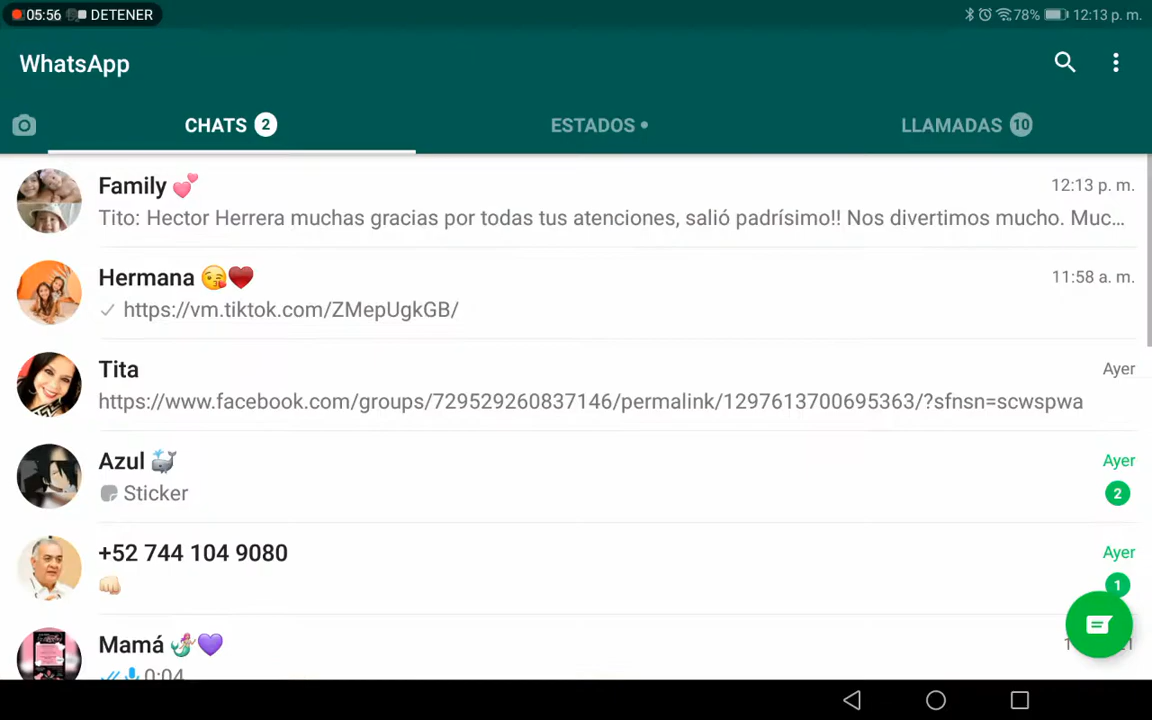 05:56 DETENER
78% 12:13 p. m.
WhatsApp
CHATS 2
ESTADOS •
LLAMADAS 10
Family 💕
12:13 p. m.
Tito: Hector Herrera muchas gracias por todas tus atenciones, salió padrísimo!! Nos divertimos mucho. Muc...
Hermana 😘❤️
11:58 a. m.
https://vm.tiktok.com/ZMepUgkGB/
Tita
Ayer
https://www.facebook.com/groups/729529260837146/permalink/1297613700695363/?sfnsn=scwspwa
Azul 🐳
Ayer
Sticker
2
+52 744 104 9080
Ayer
👊🏻
1
Mamá 🧜🏼‍♀️💜
0:04